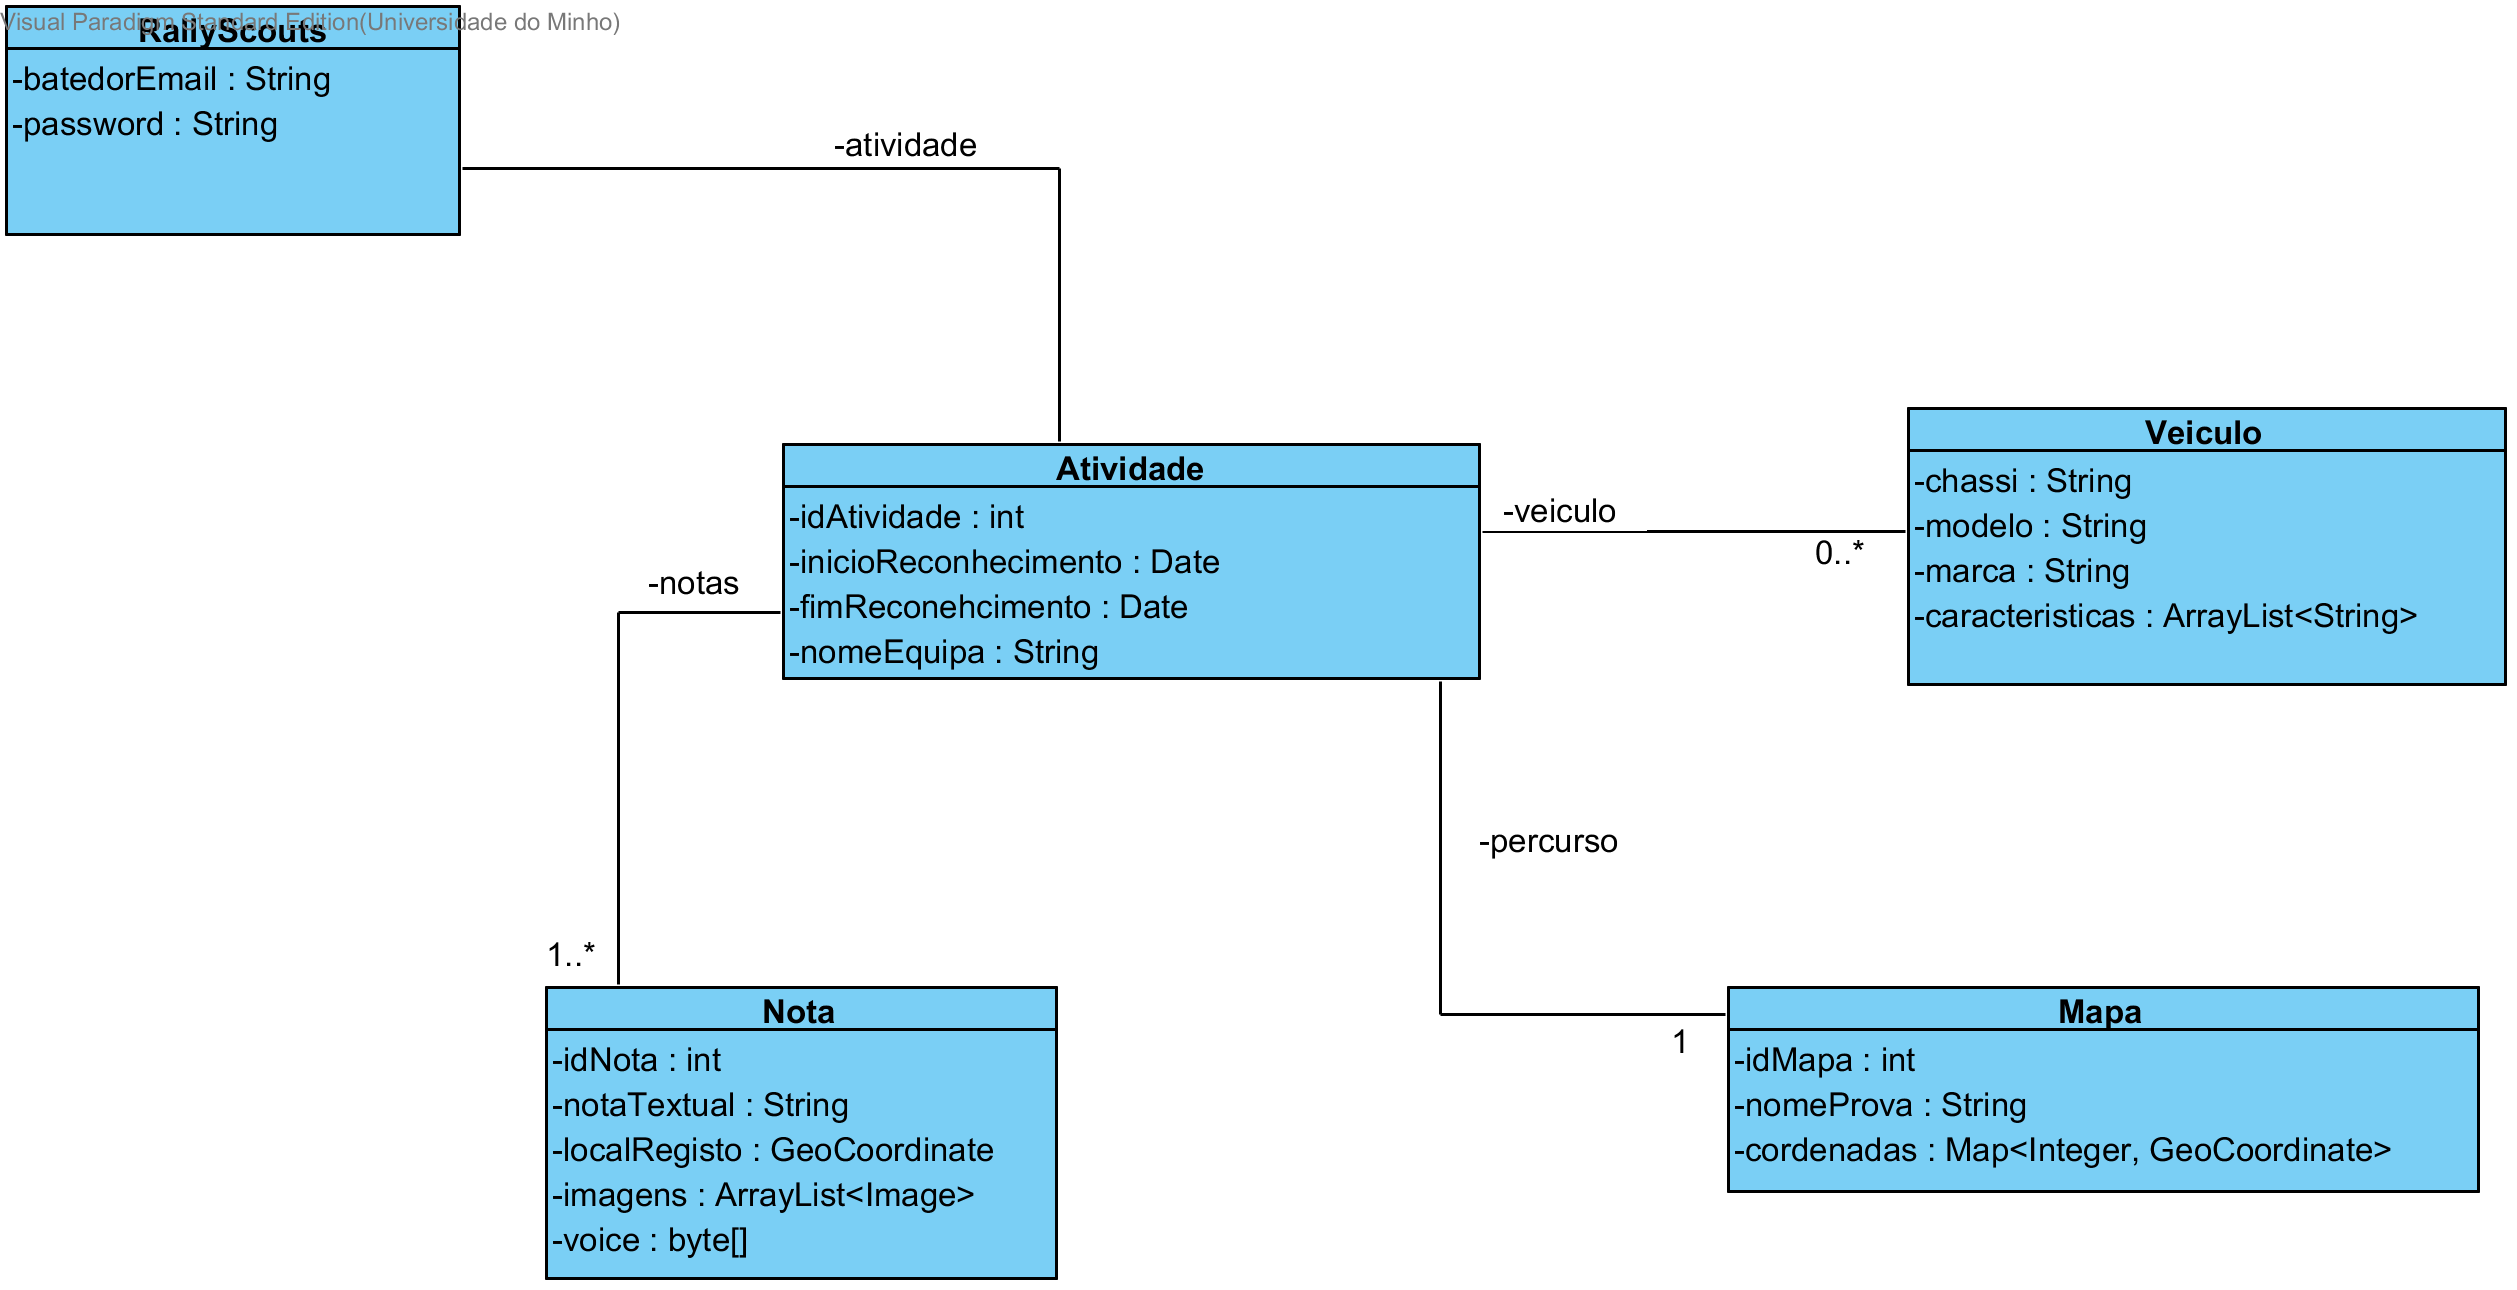 Visual Paradigm Standard Edition(Universidade do Minho)
RallyScouts
-batedorEmail : String
-password : String
-atividade
Atividade
-idAtividade : int
-inicioReconhecimento : Date
-fimReconehcimento : Date
-nomeEquipa : String
-veiculo
0..*
Veiculo
-chassi : String
-modelo : String
-marca : String
-caracteristicas : ArrayList<String>
-notas
1..*
Nota
-idNota : int
-notaTextual : String
-localRegisto : GeoCoordinate
-imagens : ArrayList<Image>
-voice : byte[]
-percurso
1
Mapa
-idMapa : int
-nomeProva : String
-cordenadas : Map<Integer, GeoCoordinate>